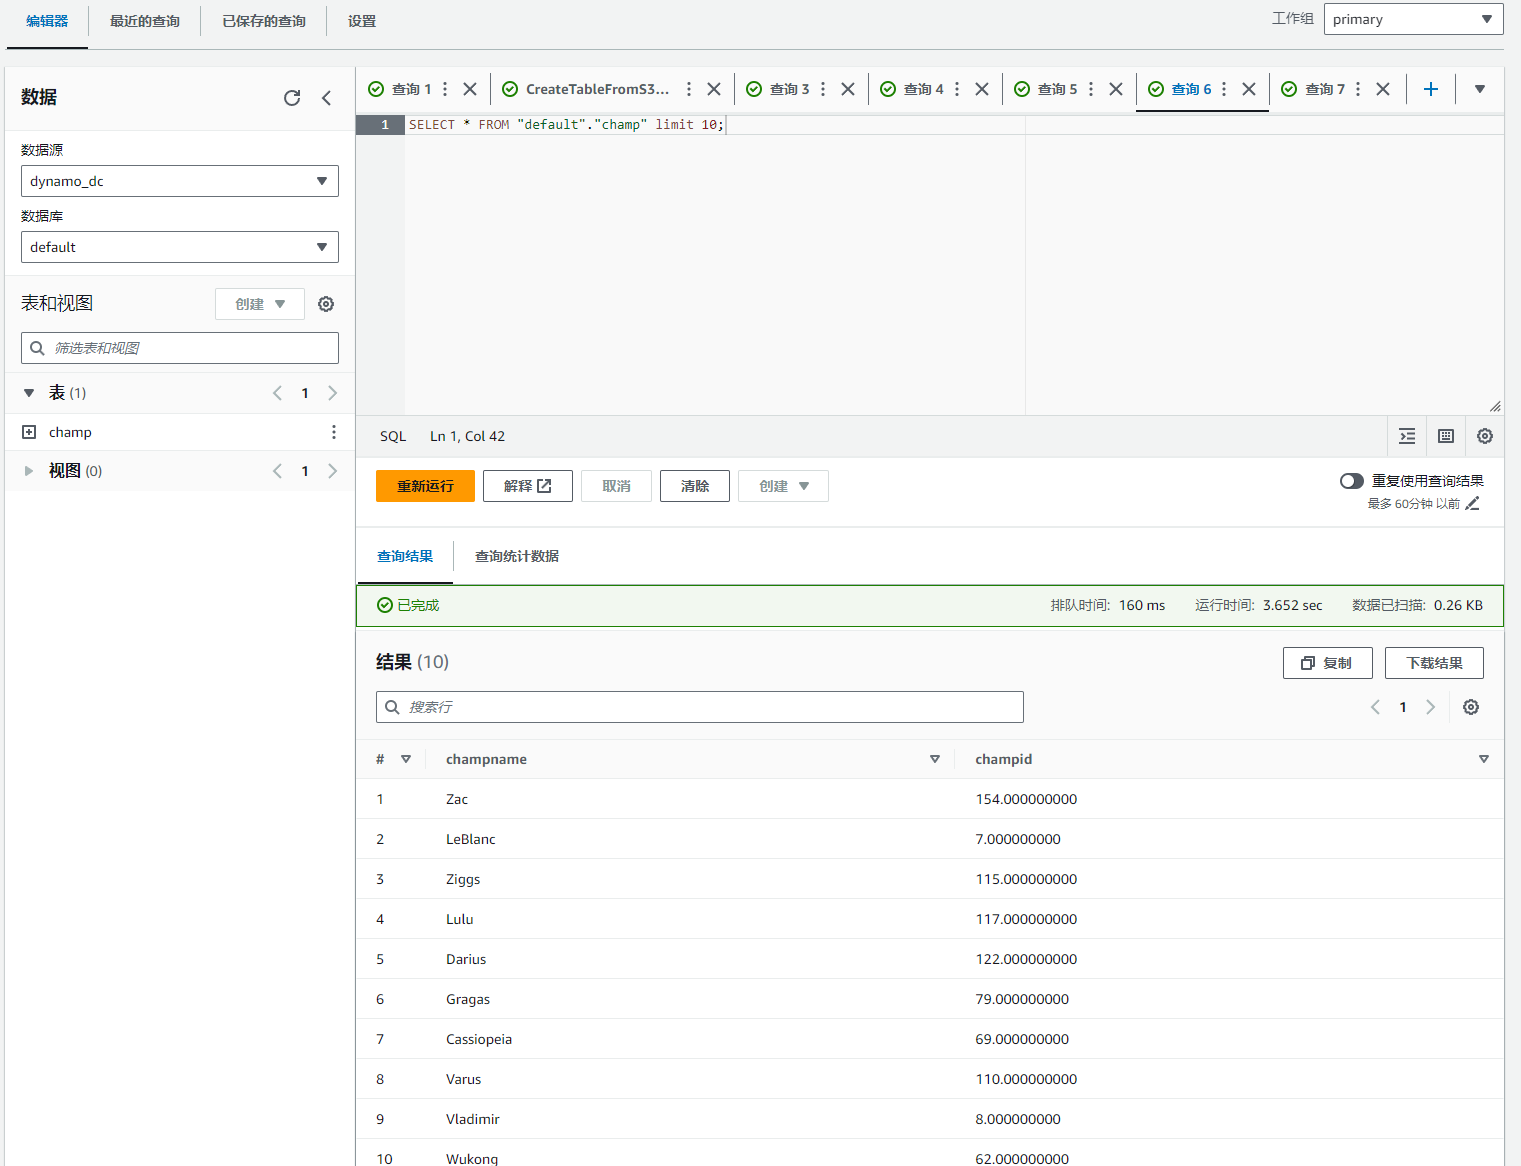 编辑器 最近的查询 已保存的查询 设置 工作组 primary
数据
数据源
dynamo_dc
数据库
default
表和视图 创建
筛选表和视图
表 (1) 1
champ
视图 (0) 1
查询 1 CreateTableFromS3... 查询 3 查询 4 查询 5 查询 6 查询 7
1 SELECT * FROM "default"."champ" limit 10;
SQL Ln 1, Col 42
重新运行 解释 取消 清除 创建 重复使用查询结果
最多 60分钟 以前
查询结果 查询统计数据
已完成 排队时间: 160 ms 运行时间: 3.652 sec 数据已扫描: 0.26 KB
结果 (10) 复制 下载结果
搜索行 1
# champname champid
1 Zac 154.000000000
2 LeBlanc 7.000000000
3 Ziggs 115.000000000
4 Lulu 117.000000000
5 Darius 122.000000000
6 Gragas 79.000000000
7 Cassiopeia 69.000000000
8 Varus 110.000000000
9 Vladimir 8.000000000
10 Wukong 62.000000000